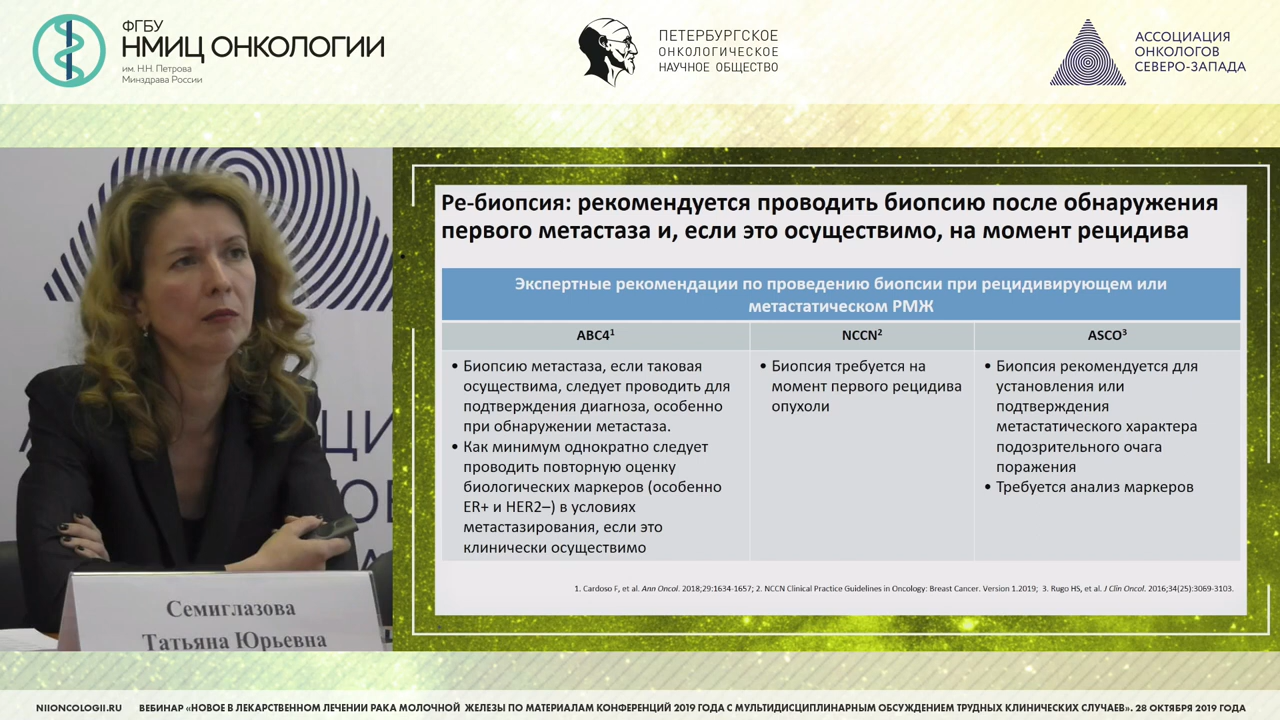 ФГБУ
НМИЦ ОНКОЛОГИИ
им. Н.Н. Петрова
Минздрава России
ПЕТЕРБУРГСКОЕ
ОНКОЛОГИЧЕСКОЕ
НАУЧНОЕ ОБЩЕСТВО
АССОЦИАЦИЯ
ОНКОЛОГОВ
СЕВЕРО-ЗАПАДА
Ре-биопсия: рекомендуется проводить биопсию после обнаружения
первого метастаза и, если это осуществимо, на момент рецидива
Экспертные рекомендации по проведению биопсии при рецидивирующем или
метастатическом РМЖ
ABC4¹
• Биопсию метастаза, если таковая
осуществима, следует проводить для
подтверждения диагноза, особенно
при обнаружении метастаза.
• Как минимум однократно следует
проводить повторную оценку
биологических маркеров (особенно
ER+ и HER2–) в условиях
метастазирования, если это
клинически осуществимо
NCCN²
• Биопсия требуется на
момент первого рецидива
опухоли
ASCO³
• Биопсия рекомендуется для
установления или
подтверждения
метастатического характера
подозрительного очага
поражения
• Требуется анализ маркеров
1. Cardoso F, et al. Ann Oncol. 2018;29:1634-1657; 2. NCCN Clinical Practice Guidelines in Oncology: Breast Cancer. Version 1.2019; 3. Rugo HS, et al. J Clin Oncol. 2016;34(25):3069-3103.
Семиглазова
Татьяна Юрьевна
NIIONCOLOGII.RU
ВЕБИНАР «НОВОЕ В ЛЕКАРСТВЕННОМ ЛЕЧЕНИИ РАКА МОЛОЧНОЙ ЖЕЛЕЗЫ ПО МАТЕРИАЛАМ КОНФЕРЕНЦИЙ 2019 ГОДА С МУЛЬТИДИСЦИПЛИНАРНЫМ ОБСУЖДЕНИЕМ ТРУДНЫХ КЛИНИЧЕСКИХ СЛУЧАЕВ». 28 ОКТЯБРЯ 2019 ГОДА